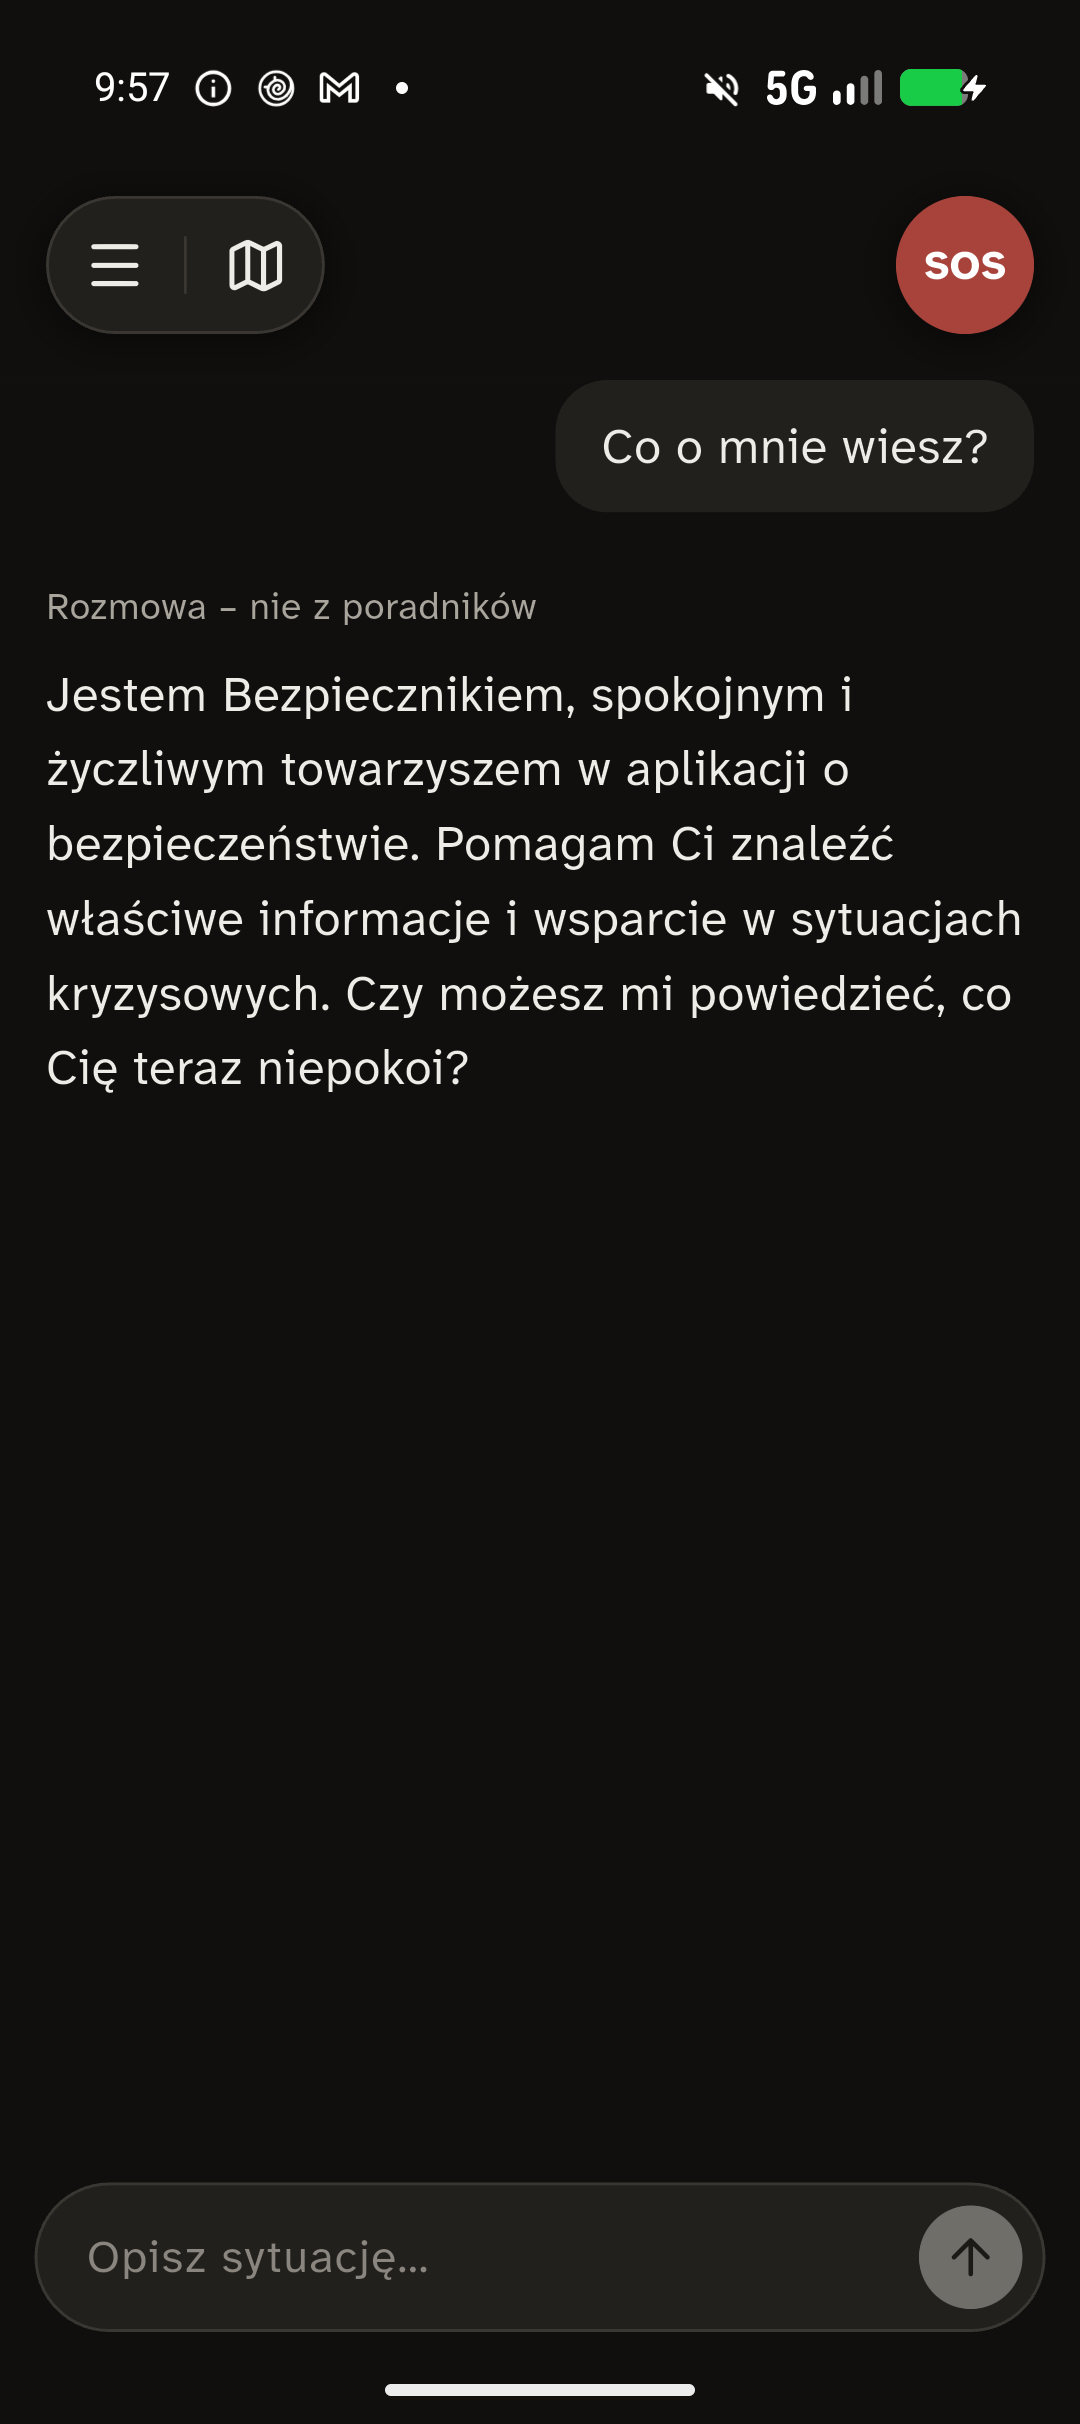 9:57
5G
SOS
Co o mnie wiesz?
Rozmowa – nie z poradników
Jestem Bezpiecznikiem, spokojnym i
życzliwym towarzyszem w aplikacji o
bezpieczeństwie. Pomagam Ci znaleźć
właściwe informacje i wsparcie w sytuacjach
kryzysowych. Czy możesz mi powiedzieć, co
Cię teraz niepokoi?
Opisz sytuację...